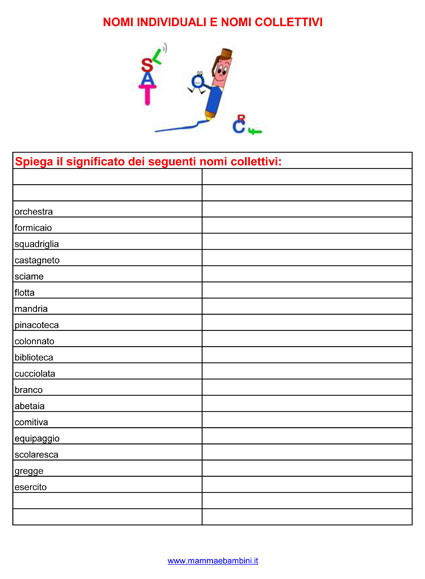 NOMI INDIVIDUALI E NOMI COLLETTIVI
S L
A
T
B
C F
Spiega il significato dei seguenti nomi collettivi:
orchestra
formicaio
squadriglia
castagneto
sciame
flotta
mandria
pinacoteca
colonnato
biblioteca
cucciolata
branco
abetaia
comitiva
equipaggio
scolaresca
gregge
esercito
www.mammaebambini.it